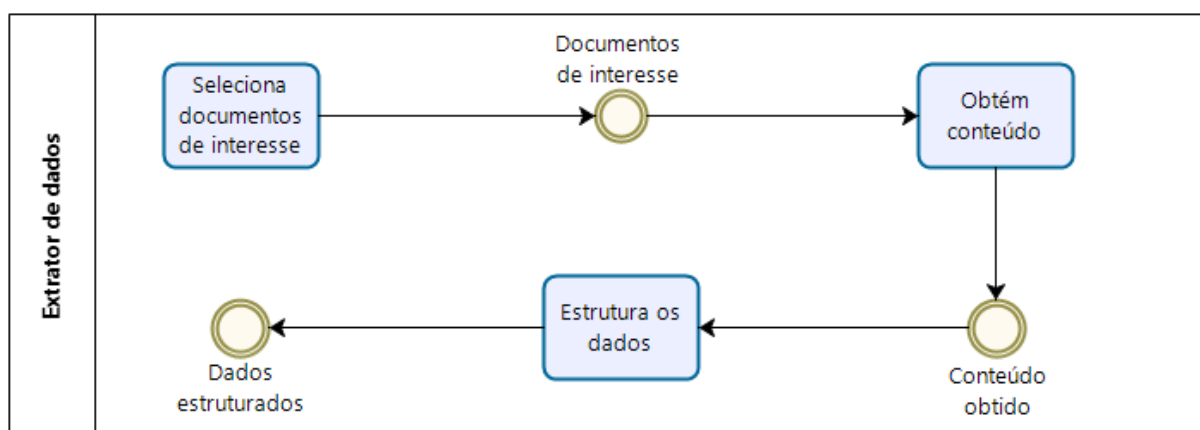 Extrator de dados
Seleciona
documentos
de interesse
Documentos
de interesse
Obtém
conteúdo
Conteúdo
obtido
Estrutura os
dados
Dados
estruturados